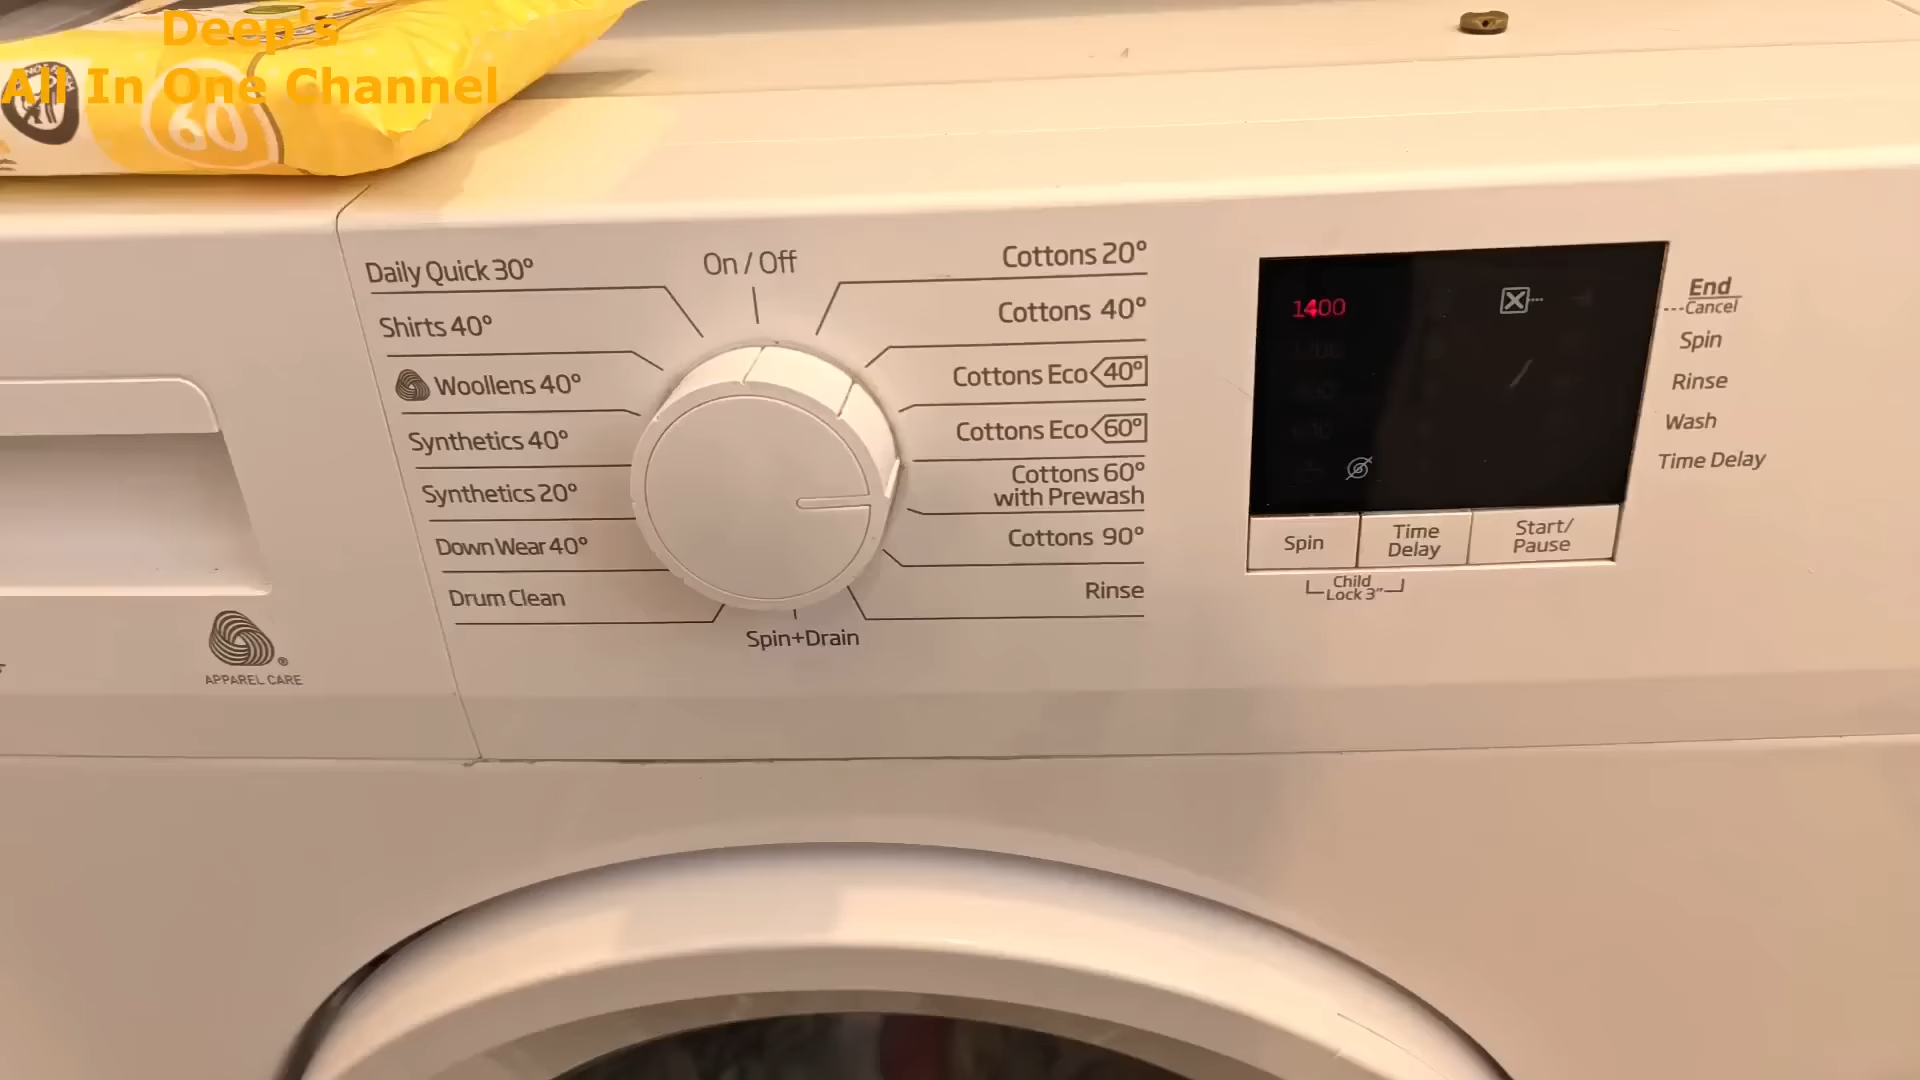 Deep's
All In One Channel
60
Daily Quick 30°
Shirts 40°
Woollens 40°
Synthetics 40°
Synthetics 20°
Down Wear 40°
Drum Clean
On / Off
Spin+Drain
Cottons 20°
Cottons 40°
Cottons Eco 40°
Cottons Eco 60°
Cottons 60°
with Prewash
Cottons 90°
Rinse
1400
End
Cancel
Spin
Rinse
Wash
Time Delay
Spin
Time
Delay
Start/
Pause
Child
Lock 3"
APPAREL CARE